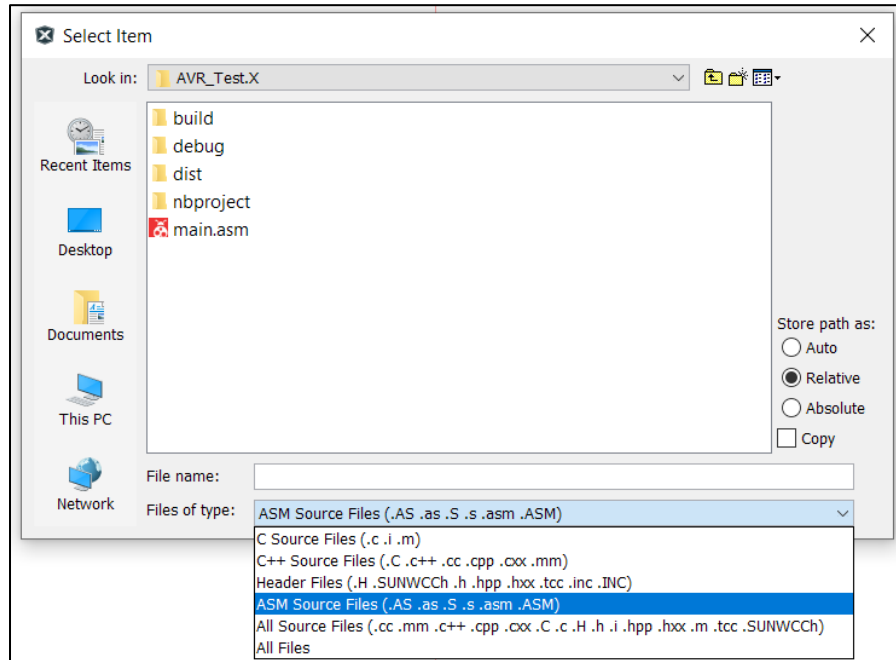 Select Item
Look in: AVR_Test.X
build
debug
dist
nbproject
main.asm
Recent Items
Desktop
Documents
This PC
Network
Store path as:
Auto
Relative
Absolute
Copy
File name:
Files of type: ASM Source Files (.AS .as .S .s .asm .ASM)
C Source Files (.c .i .m)
C++ Source Files (.C .c++ .cc .cpp .cxx .mm)
Header Files (.H .SUNWCCh .h .hpp .hxx .tcc .inc .INC)
ASM Source Files (.AS .as .S .s .asm .ASM)
All Source Files (.cc .mm .c++ .cpp .cxx .C .c .H .h .i .hpp .hxx .m .tcc .SUNWCCh)
All Files